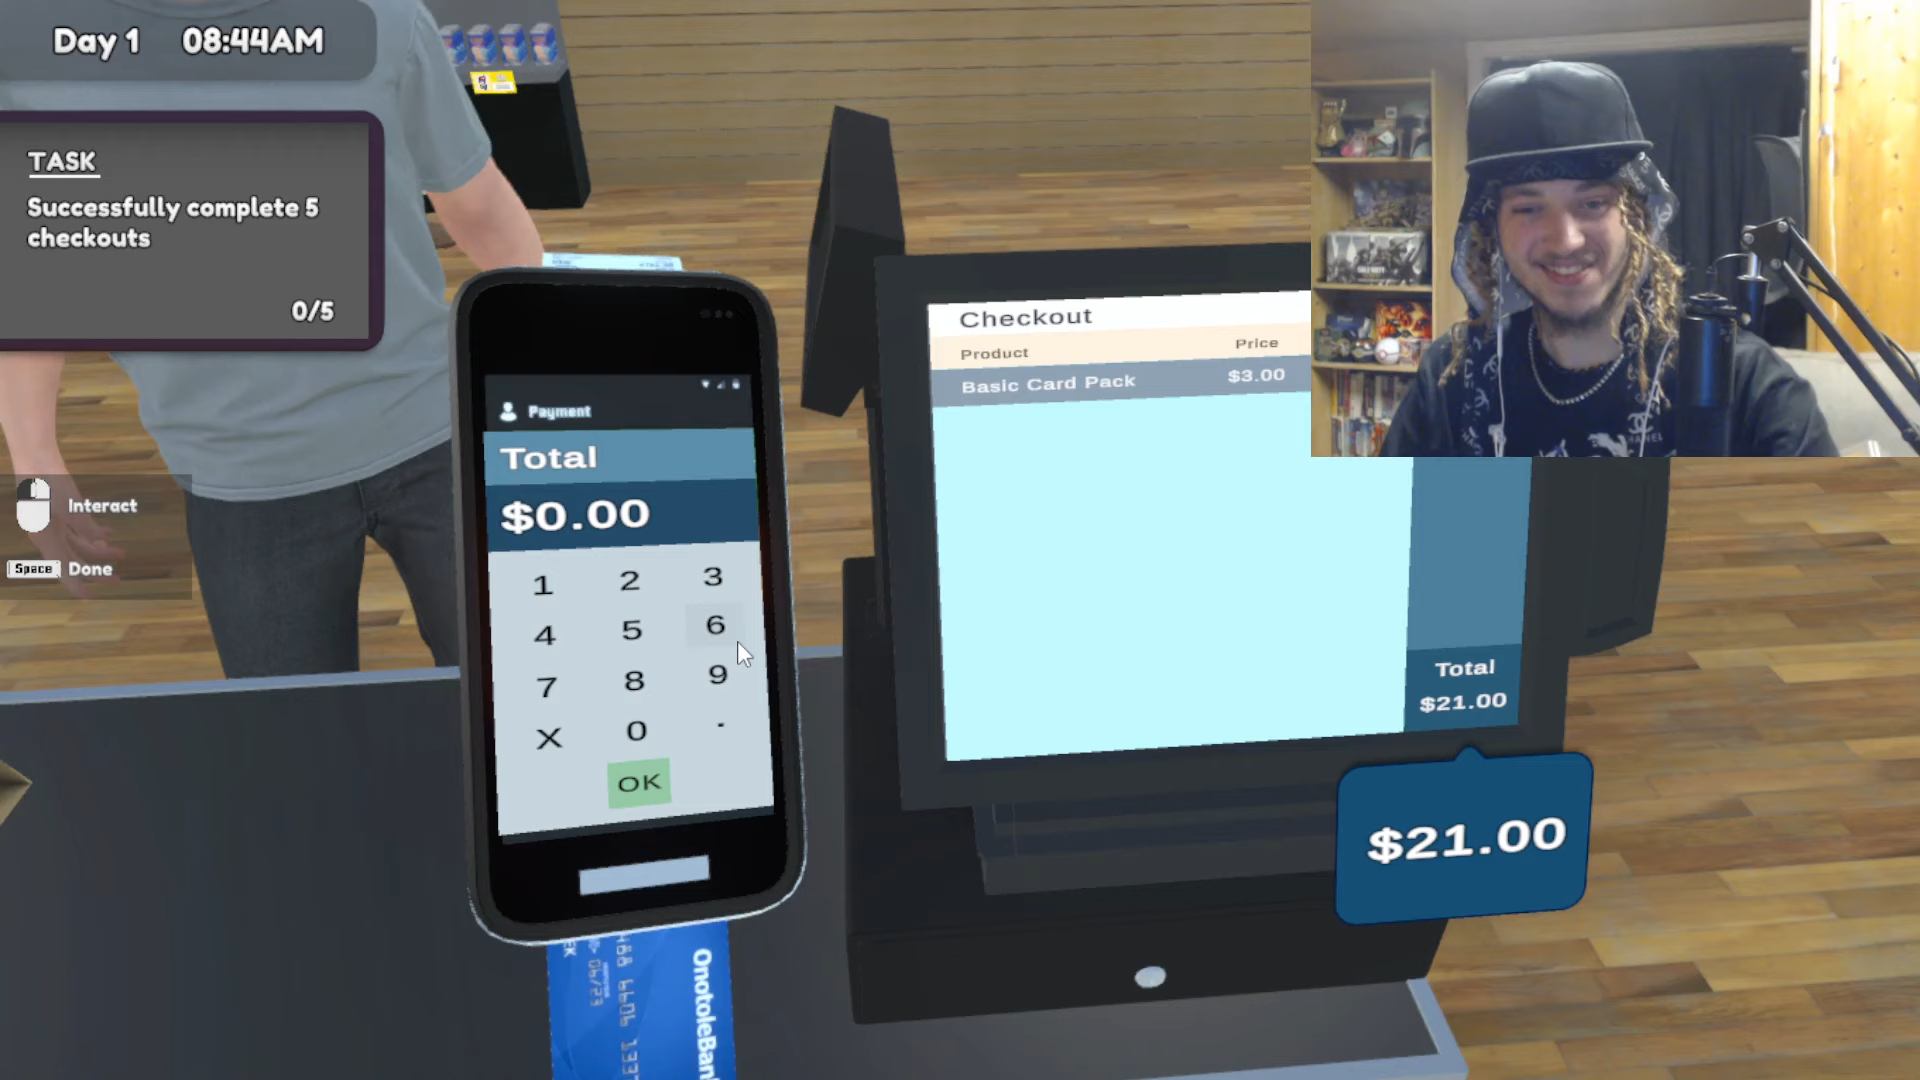 Day 1 08:44AM
TASK
Successfully complete 5
checkouts
0/5
Interact
Space Done
Payment
Total
$0.00
1 2 3
4 5 6
7 8 9
X 0 .
OK
Checkout
Product Price
Basic Card Pack $3.00
Total
$21.00
$21.00
OnotoleBan